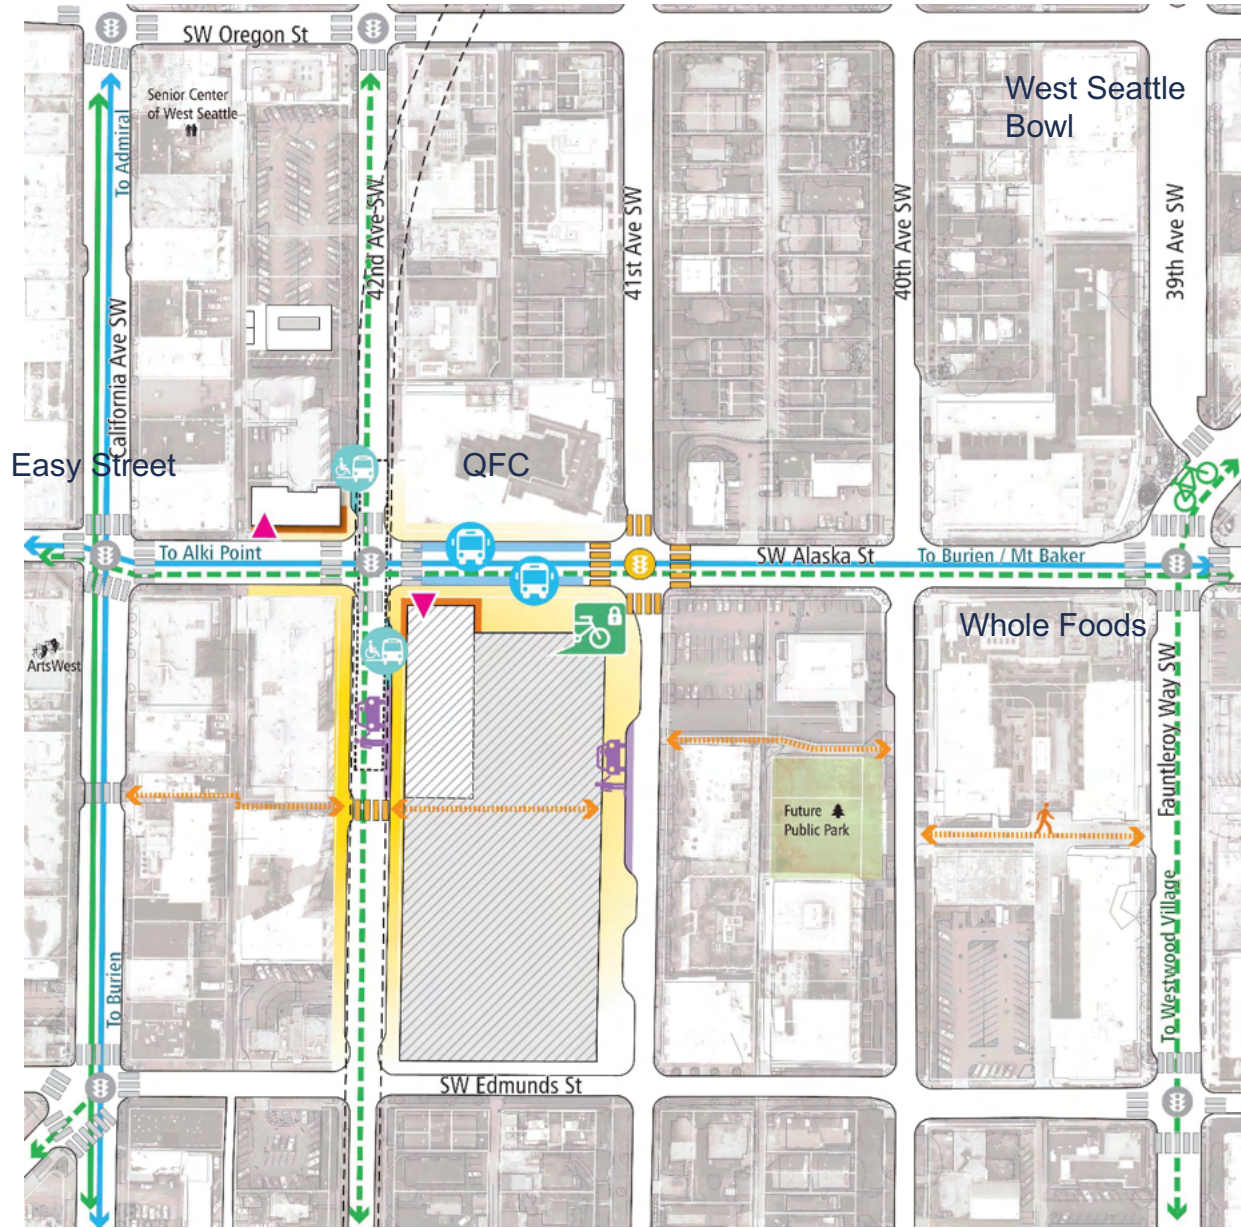 SW Oregon St
Senior Center
of West Seattle
West Seattle
Bowl
To Admiral
California Ave SW
42nd Ave SW
41st Ave SW
40th Ave SW
39th Ave SW
Easy Street
QFC
To Alki Point
SW Alaska St
To Burien / Mt Baker
ArtsWest
Whole Foods
Fauntleroy Way SW
Future
Public Park
To Burien
To Westwood Village
SW Edmunds St